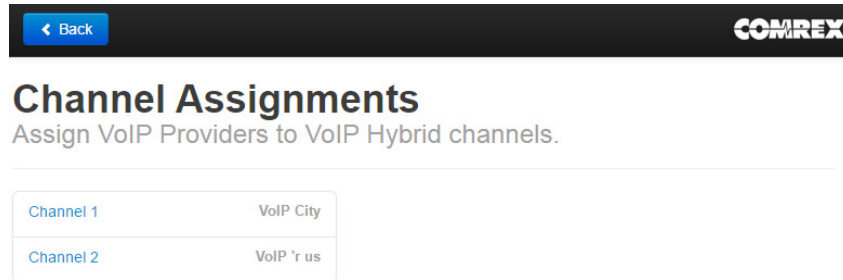 Back
COMREX
Channel Assignments
Assign VoIP Providers to VoIP Hybrid channels.
Channel 1 VoIP City
Channel 2 VoIP 'r us